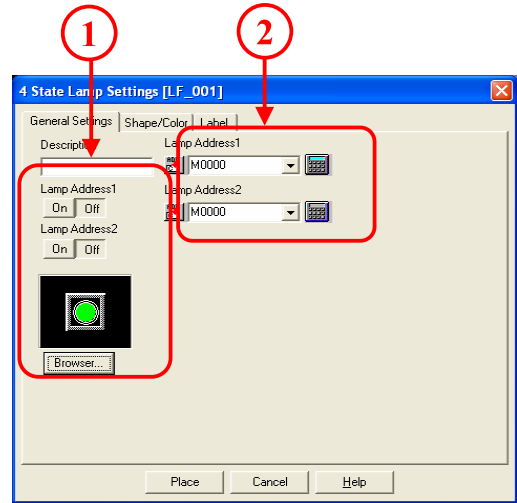 1 2
4 State Lamp Settings [LF_001]
General Settings Shape/Color Label
Description Lamp Address1
M0000
Lamp Address1 Lamp Address2
On Off M0000
Lamp Address2
On Off
Browser...
Place Cancel Help